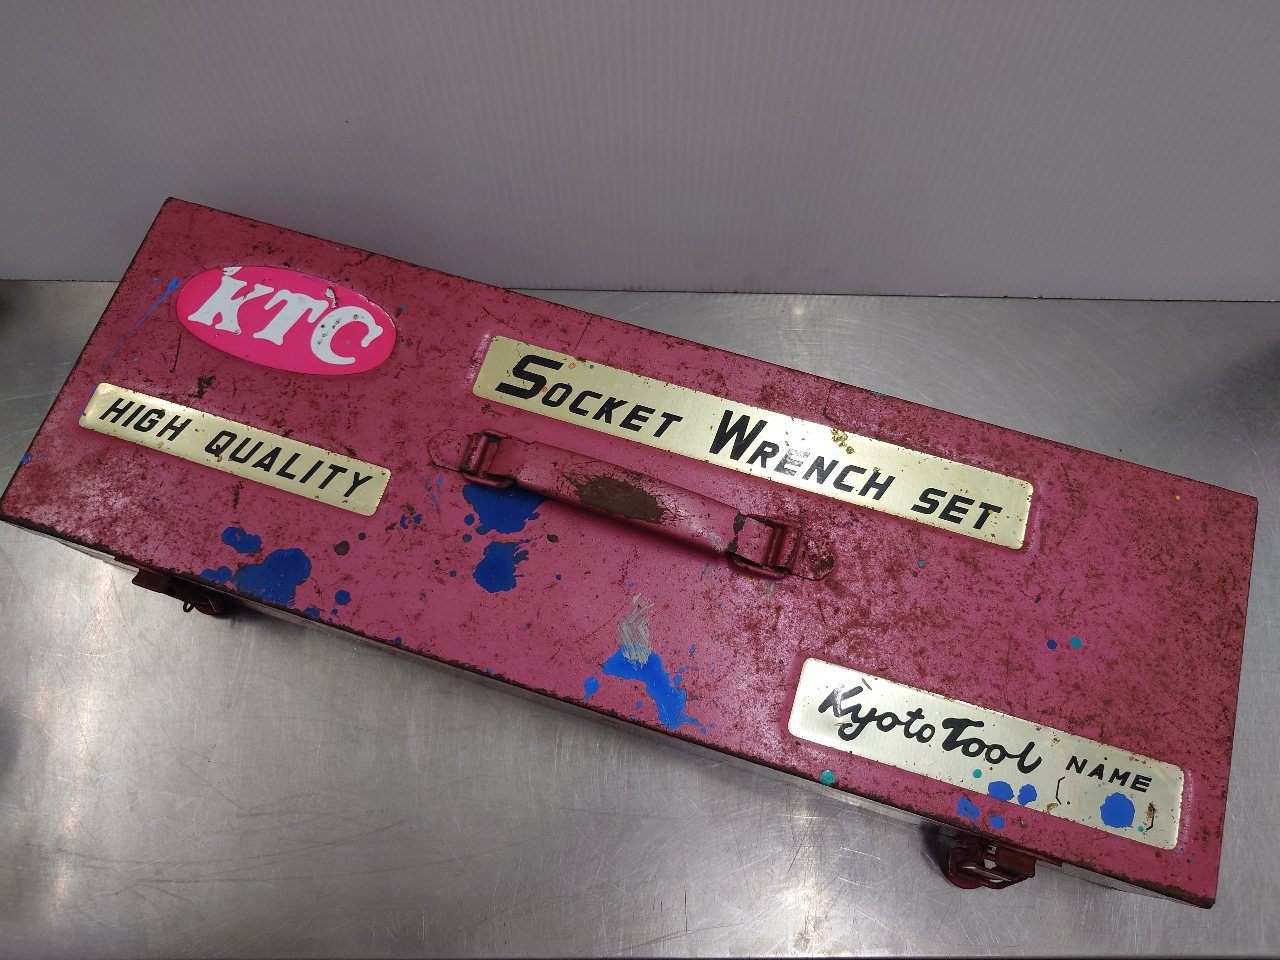 KTC
SOCKET WRENCH SET
HIGH QUALITY
Kyoto Tool NAME ( )